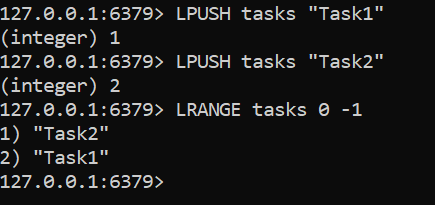 127.0.0.1:6379> LPUSH tasks "Task1"
(integer) 1
127.0.0.1:6379> LPUSH tasks "Task2"
(integer) 2
127.0.0.1:6379> LRANGE tasks 0 -1
1) "Task2"
2) "Task1"
127.0.0.1:6379>